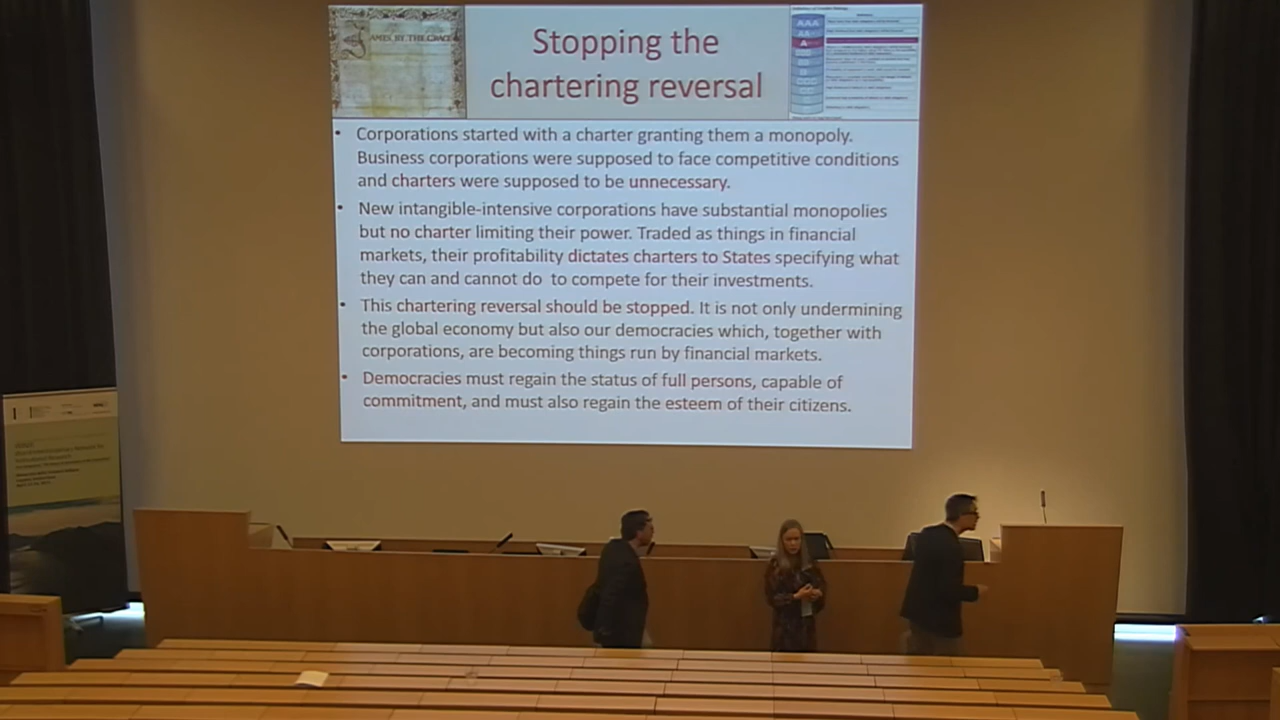 JAMES BY THE GRACE
Stopping the
chartering reversal
AAA
AA
A
BBB
BB
B
CCC
CC
• Corporations started with a charter granting them a monopoly.
Business corporations were supposed to face competitive conditions
and charters were supposed to be unnecessary.
• New intangible-intensive corporations have substantial monopolies
but no charter limiting their power. Traded as things in financial
markets, their profitability dictates charters to States specifying what
they can and cannot do to compete for their investments.
• This chartering reversal should be stopped. It is not only undermining
the global economy but also our democracies which, together with
corporations, are becoming things run by financial markets.
• Democracies must regain the status of full persons, capable of
commitment, and must also regain the esteem of their citizens.